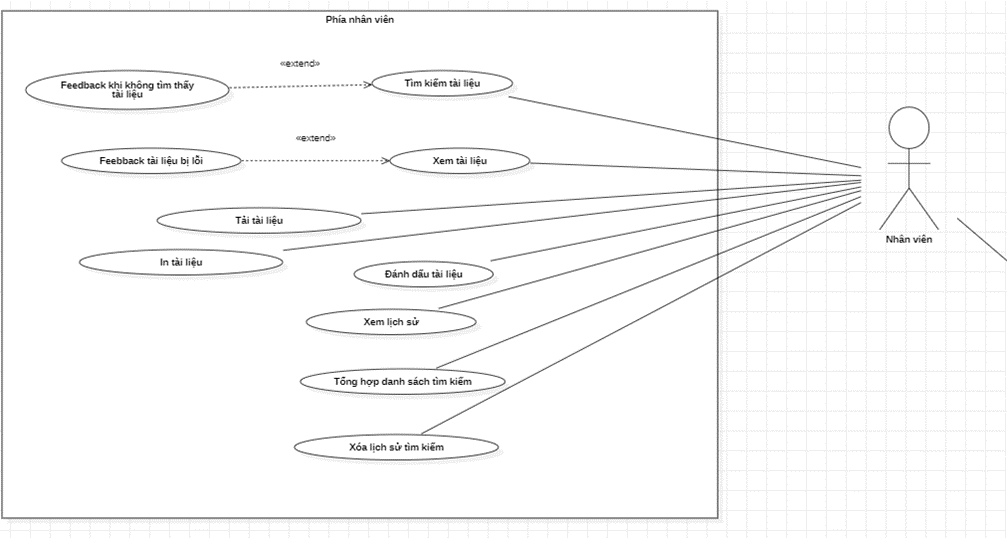 Phía nhân viên
«extend»
Feedback khi không tìm thấy
tài liệu
Tìm kiếm tài liệu
«extend»
Feebback tài liệu bị lỗi
Xem tài liệu
Tải tài liệu
In tài liệu
Đánh dấu tài liệu
Xem lịch sử
Tổng hợp danh sách tìm kiếm
Xóa lịch sử tìm kiếm
Nhân viên